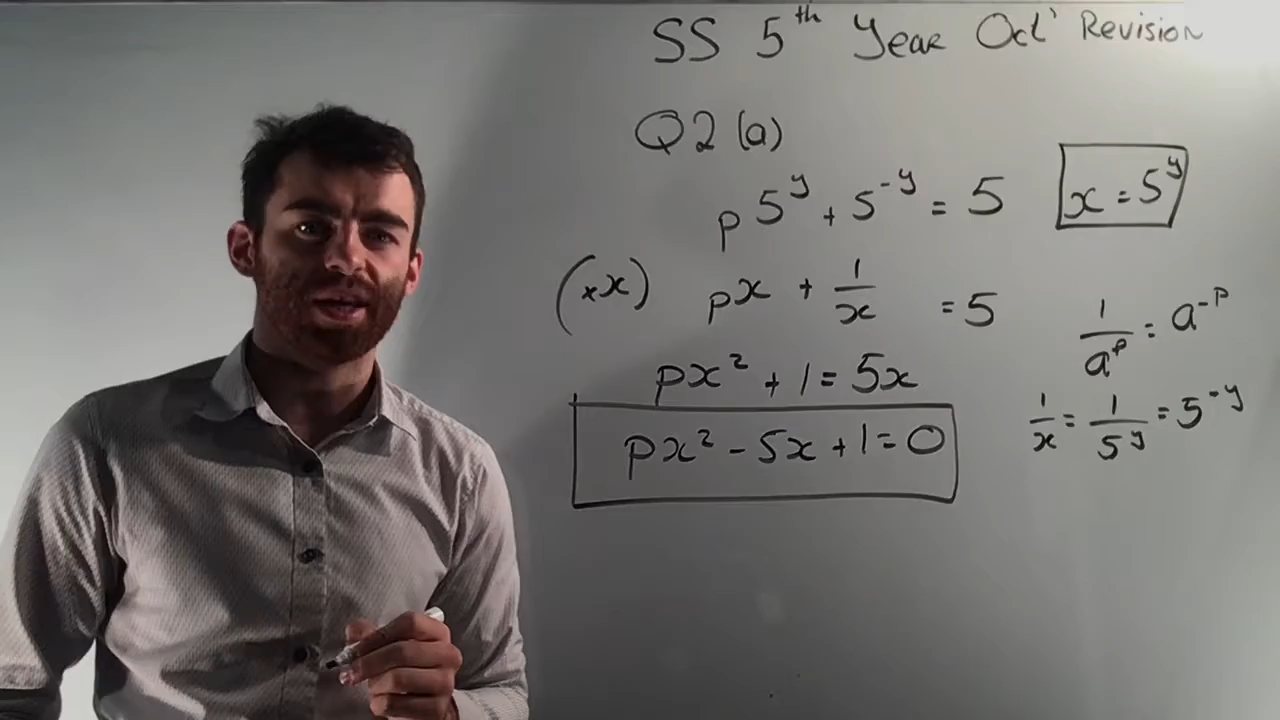 SS 5th Year Oct' Revision
Q2 (a)
p5^y + 5^-y = 5
x = 5^y
(×x) px + 1/x = 5
1/a^p = a^-p
px² + 1 = 5x
1/x = 1/5^y = 5^-y
px² - 5x + 1 = 0